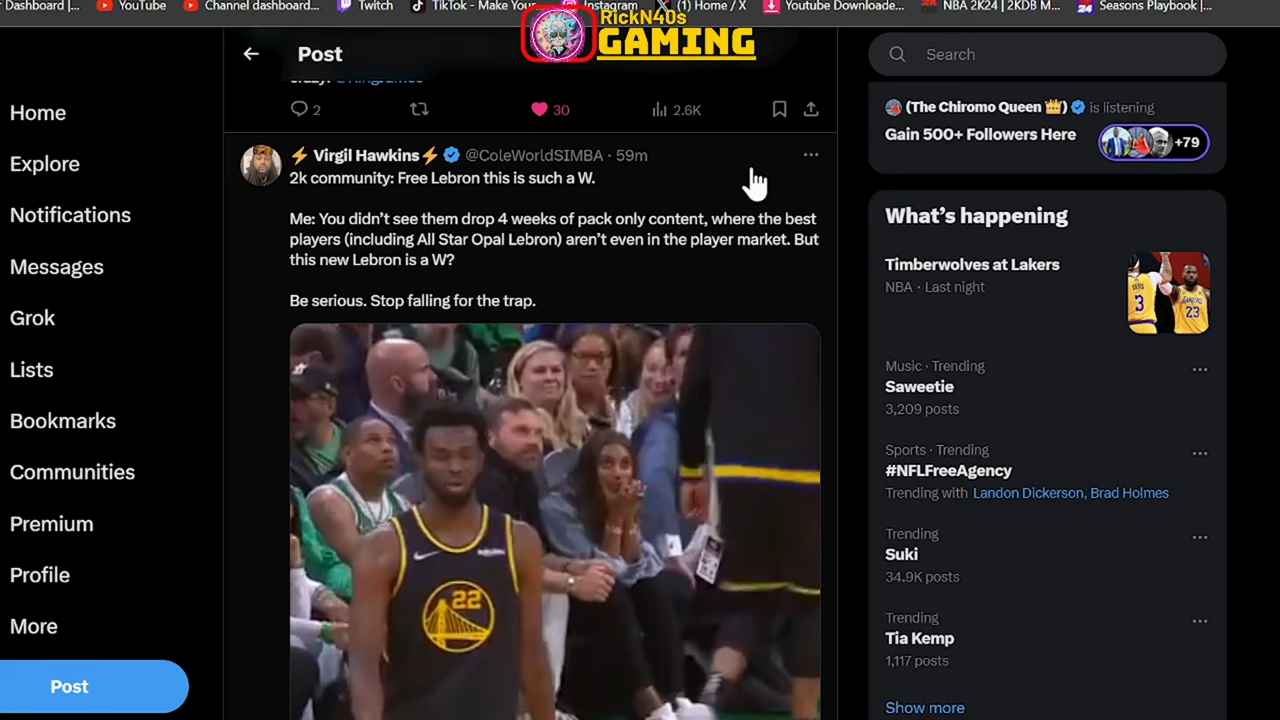 r Dashboard |...
YouTube
Channel dashboard...
Twitch
TikTok - Make Your...
Instagram
(1) Home / X
Youtube Downloade...
NBA 2K24 | 2KDB M...
Seasons Playbook |...
RickN40s
GAMING
Post
Search
2
30
2.6K
Home
Explore
Notifications
Messages
Grok
Lists
Bookmarks
Communities
Premium
Profile
More
Post
⚡ Virgil Hawkins⚡ @ColeWorldSIMBA · 59m
2k community: Free Lebron this is such a W.
Me: You didn't see them drop 4 weeks of pack only content, where the best
players (including All Star Opal Lebron) aren't even in the player market. But
this new Lebron is a W?
Be serious. Stop falling for the trap.
22
(The Chiromo Queen 👑) is listening
Gain 500+ Followers Here
+79
What's happening
Timberwolves at Lakers
NBA · Last night
3
23
Music · Trending
Saweetie
3,209 posts
Sports · Trending
#NFLFreeAgency
Trending with Landon Dickerson, Brad Holmes
Trending
Suki
34.9K posts
Trending
Tia Kemp
1,117 posts
Show more